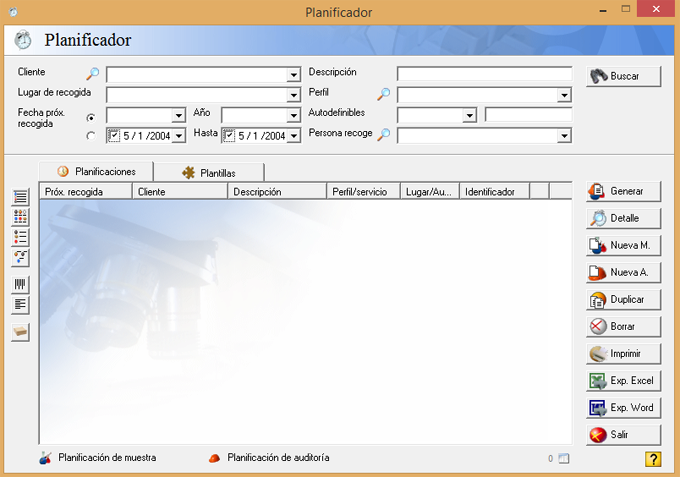 Planificador
Planificador
Cliente
Descripción
Buscar
Lugar de recogida
Perfil
Fecha próx. recogida
Año
Autodefinibles
5 / 1 /2004
Hasta
5 / 1 /2004
Persona recoge
Planificaciones
Plantillas
Próx. recogida
Cliente
Descripción
Perfil/servicio
Lugar/Au...
Identificador
Generar
Detalle
Nueva M.
Nueva A.
Duplicar
Borrar
Imprimir
Exp. Excel
Exp. Word
Salir
Planificación de muestra
Planificación de auditoría
0
?